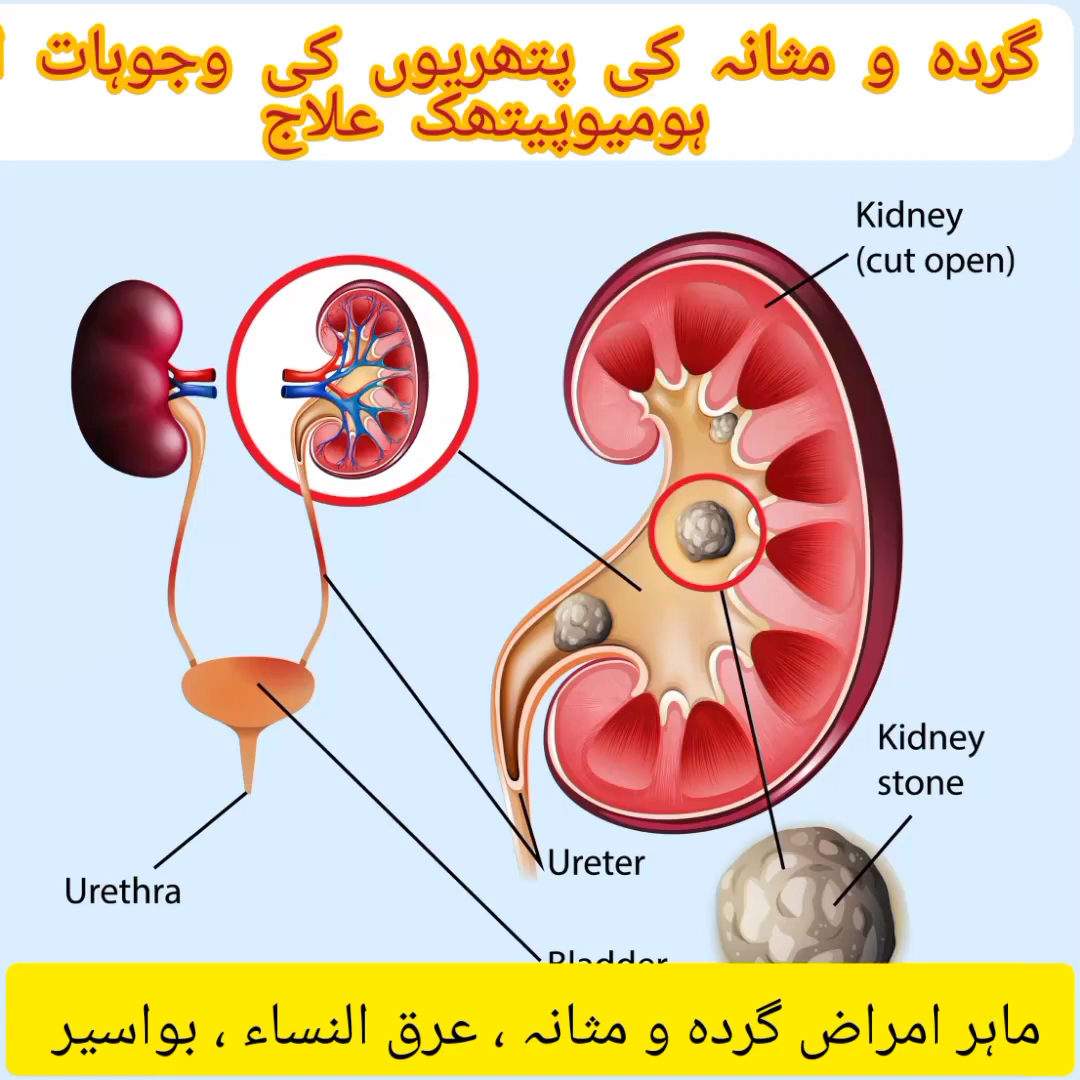 گردہ و مثانہ کی پتھریوں کی وجوہات
ہومیوپیتھک علاج
Kidney
(cut open)
Kidney
stone
Ureter
Urethra
Bladder
ماہر امراض گردہ و مثانہ ، عرق النساء ، بواسیر